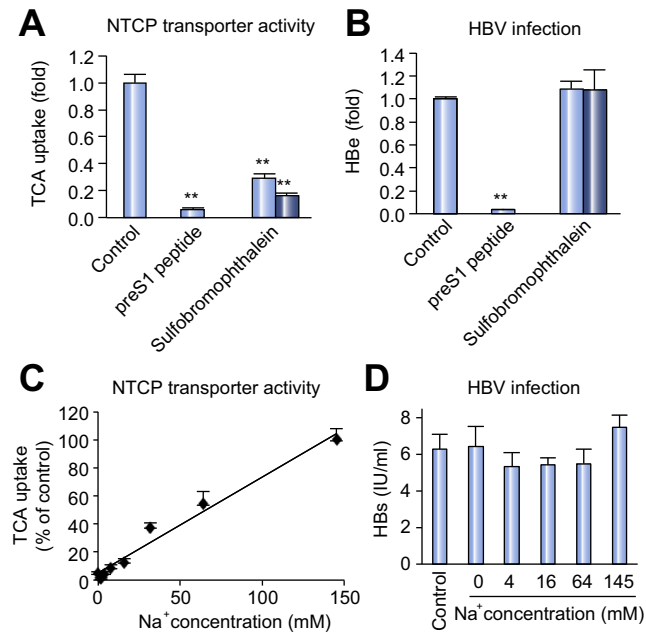 A
NTCP transporter activity
TCA uptake (fold)
1.2
1.0
0.8
0.6
0.4
0.2
0.0
**
**
**
Control
preS1 peptide
Sulfobromophthalein
B
HBV infection
HBe (fold)
1.4
1.2
1.0
0.8
0.6
0.4
0.2
0.0
**
Control
preS1 peptide
Sulfobromophthalein
C
NTCP transporter activity
TCA uptake
(% of control)
120
100
80
60
40
20
0
0 50 100 150
Na+ concentration (mM)
D
HBV infection
HBs (IU/ml)
8
6
4
2
0
Control
0 4 16 64 145
Na+ concentration (mM)